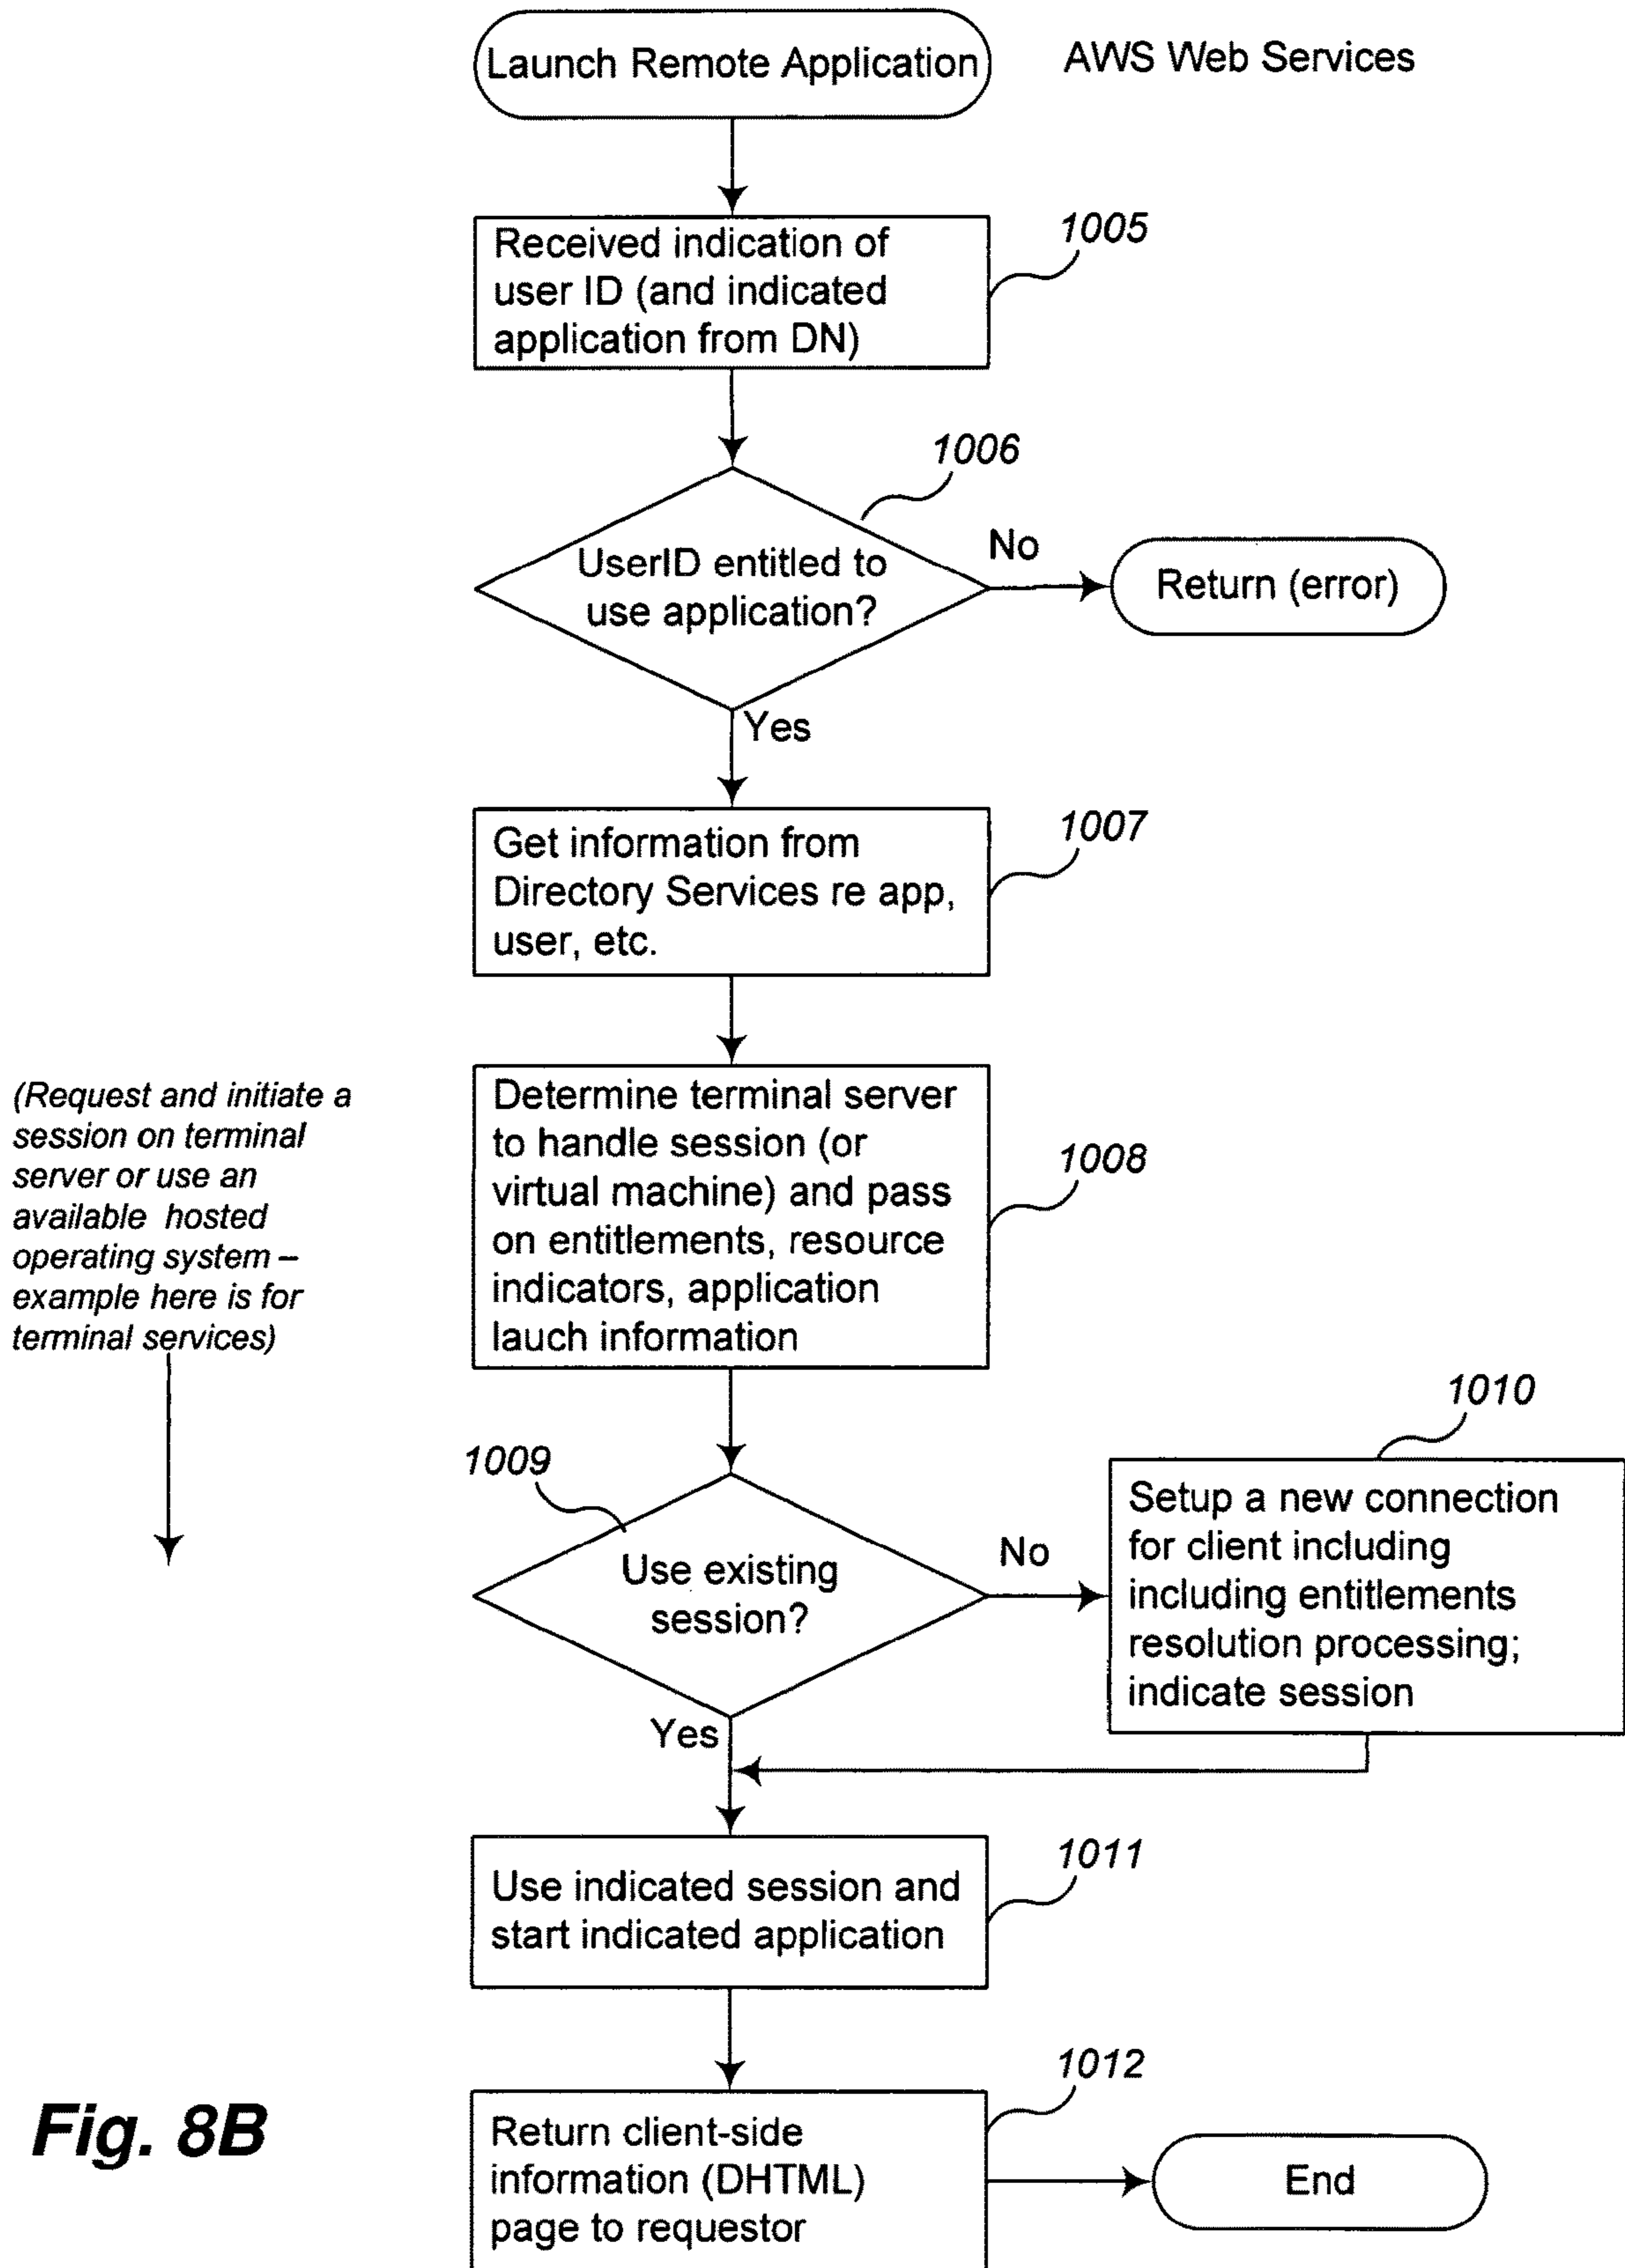 Launch Remote Application
AWS Web Services
Received indication of
user ID (and indicated
application from DN)
1005
1006
UserID entitled to
use application?
No
Return (error)
Yes
Get information from
Directory Services re app,
user, etc.
1007
(Request and initiate a
session on terminal
server or use an
available hosted
operating system –
example here is for
terminal services)
Determine terminal server
to handle session (or
virtual machine) and pass
on entitlements, resource
indicators, application
lauch information
1008
1009
Use existing
session?
No
1010
Setup a new connection
for client including
including entitlements
resolution processing;
indicate session
Yes
Use indicated session and
start indicated application
1011
Return client-side
information (DHTML)
page to requestor
1012
End
Fig. 8B